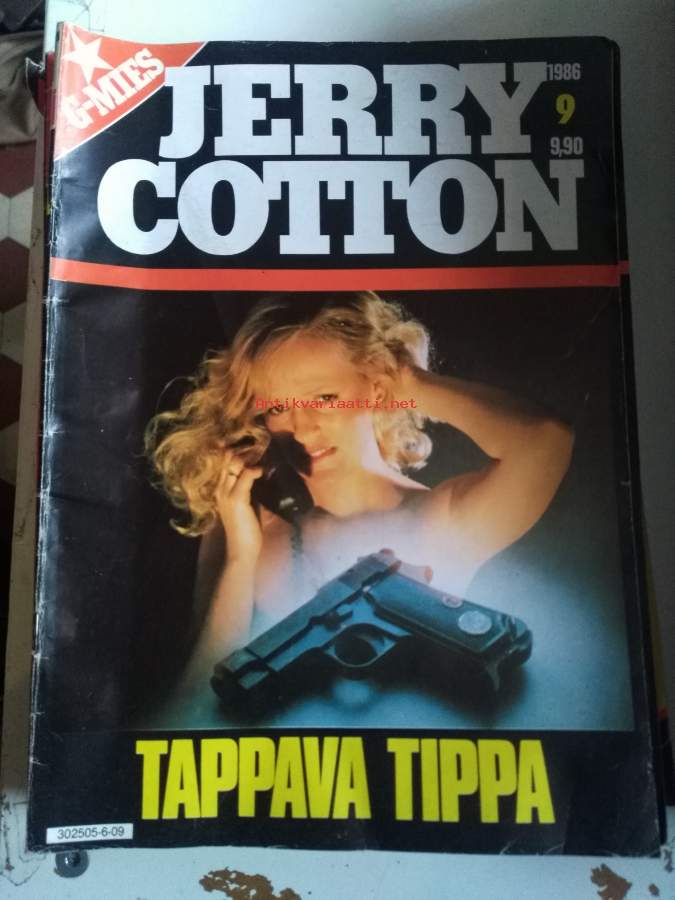 G-MIES
JERRY
COTTON
1986
9
9,90
Antikvariaatti.net
TAPPAVA TIPPA
302505-6-09